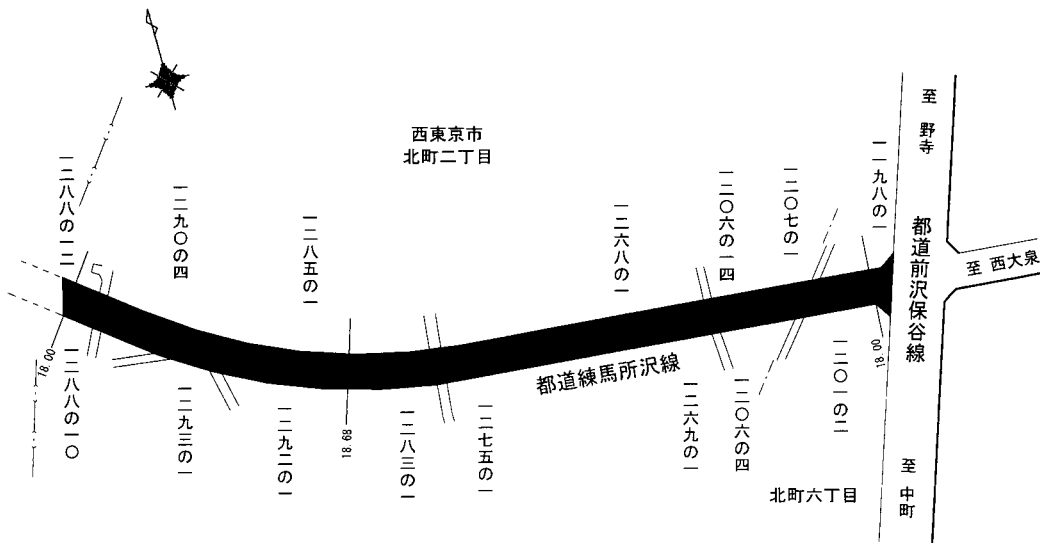 西東京市
北町二丁目
一二八八の一二
一二九〇の四
一二八五の一
一二六八の一
一二〇六の一四
一二〇七の一
一一九八の一
至 野寺
都道前沢保谷線
至 西大泉
至 中町
都道練馬所沢線
18.00
一二八八の一〇
一二九三の一
一二九二の一
18.68
一二八三の一
一二七五の一
一二六九の一
一二〇六の四
一二〇一の二
18.00
北町六丁目